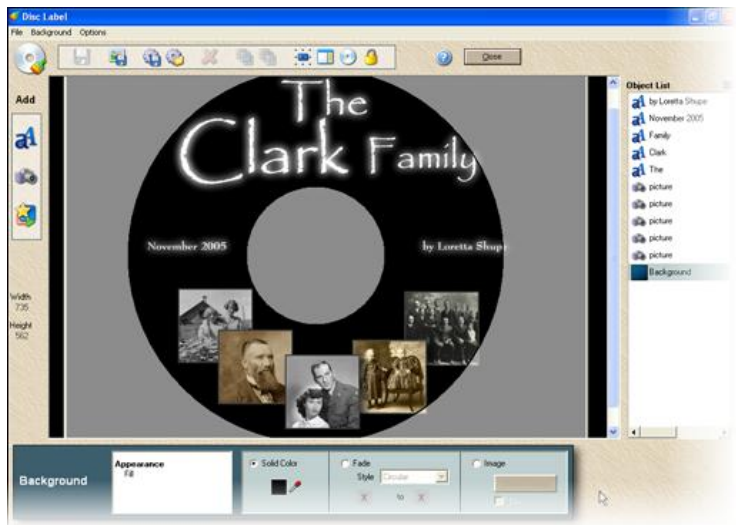 Disc Label
File Background Options
Close
Add
Width
735
Height
562
The
Clark Family
November 2005
by Loretta Shupe
Object List
by Loretta Shupe
November 2005
Family
Clark
The
picture
picture
picture
picture
picture
Background
Background
Appearance
Fill
Solid Color
Fade
Style Circular
X to X
Image